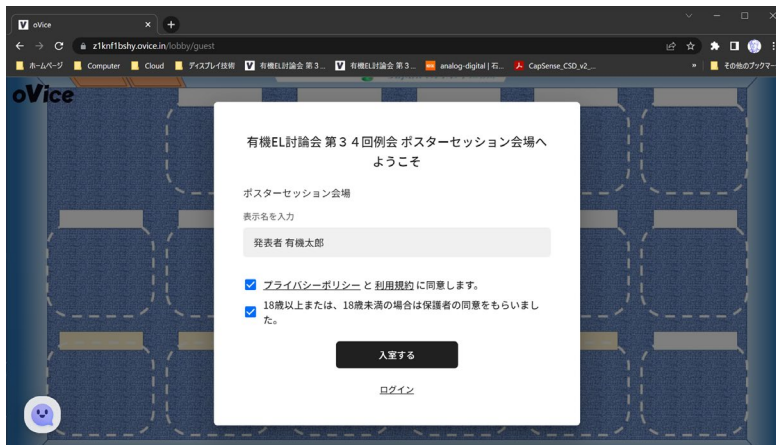 oVice
z1knf1bshy.ovice.in/lobby/guest
ホームページ Computer Cloud ディスプレイ技術 有機EL討論会 第 3 ... 有機EL討論会 第 3 ... analog-digital | 石... CapSense_CSD_v2_... » その他のブックマー
oVice
有機EL討論会 第３４回例会 ポスターセッション会場へ
ようこそ
ポスターセッション会場
表示名を入力
発表者 有機太郎
プライバシーポリシー と 利用規約 に同意します。
18歳以上または、18歳未満の場合は保護者の同意をもらいまし
た。
入室する
ログイン